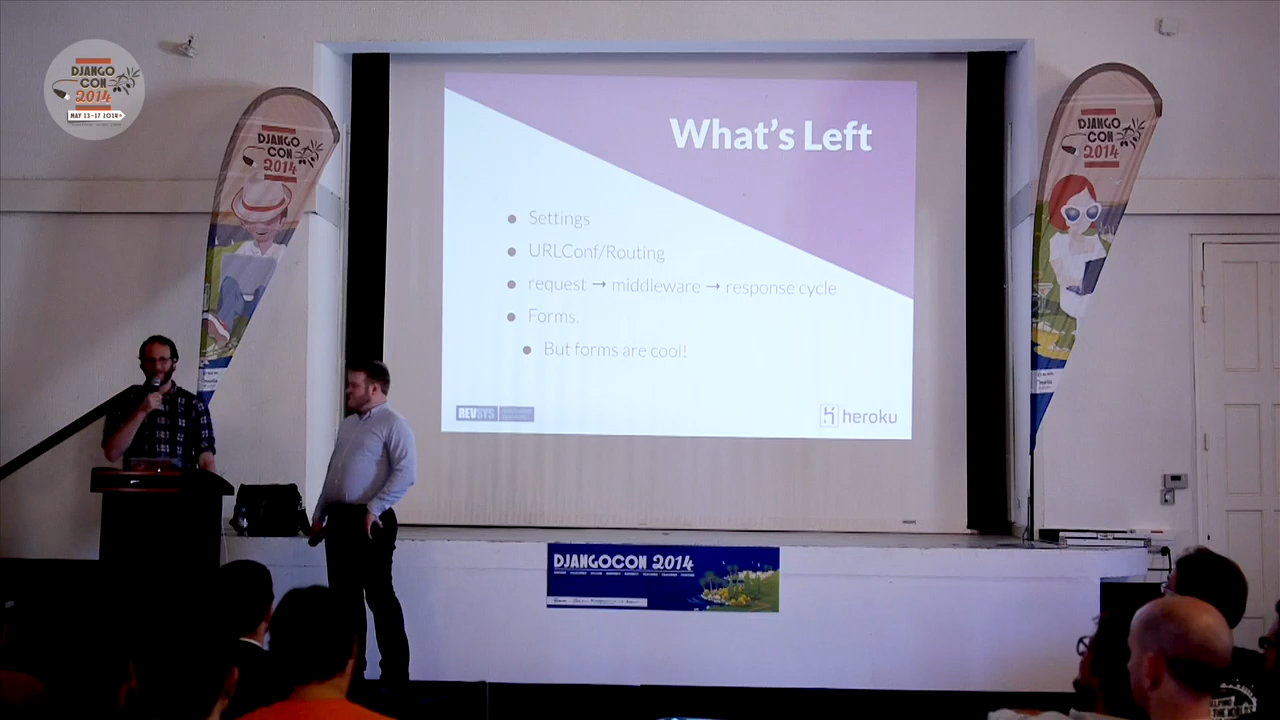 DJANGO
CON
2014
MAY 13-17 2014
DJANGO
CON
2014
DJANGO
CON
2014
What's Left
Settings
URLConf/Routing
request → middleware → response cycle
Forms.
But forms are cool!
REVSYS
heroku
DJANGOCON 2014